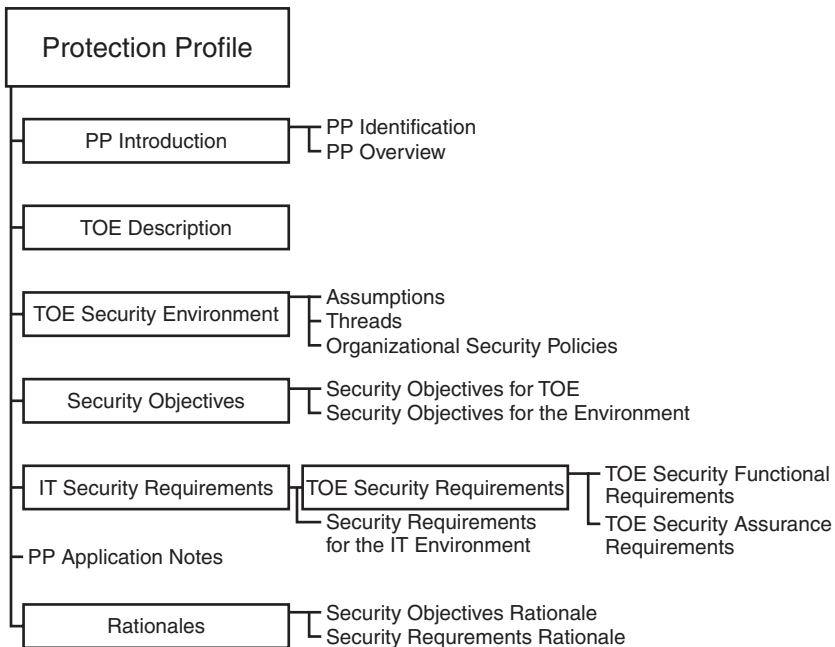 Protection Profile
PP Introduction
PP Identification
PP Overview
TOE Description
TOE Security Environment
Assumptions
Threads
Organizational Security Policies
Security Objectives
Security Objectives for TOE
Security Objectives for the Environment
IT Security Requirements
TOE Security Requirements
TOE Security Functional
Requirements
TOE Security Assurance
Requirements
Security Requirements
for the IT Environment
PP Application Notes
Rationales
Security Objectives Rationale
Security Requrements Rationale